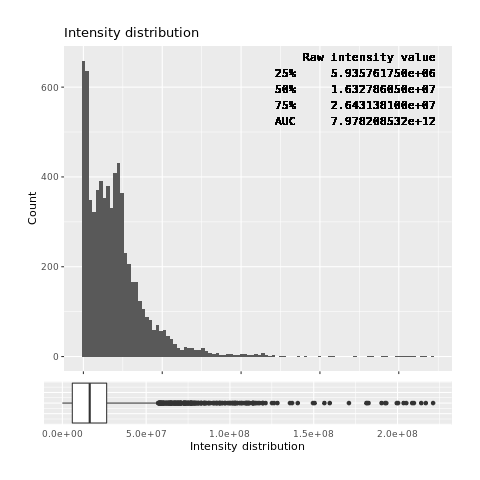 Intensity distribution
Raw intensity value
25% 5.935761750e+06
50% 1.632786050e+07
75% 2.643138100e+07
AUC 7.978208532e+12
600
400
200
0
Count
0.0e+00 5.0e+07 1.0e+08 1.5e+08 2.0e+08
Intensity distribution